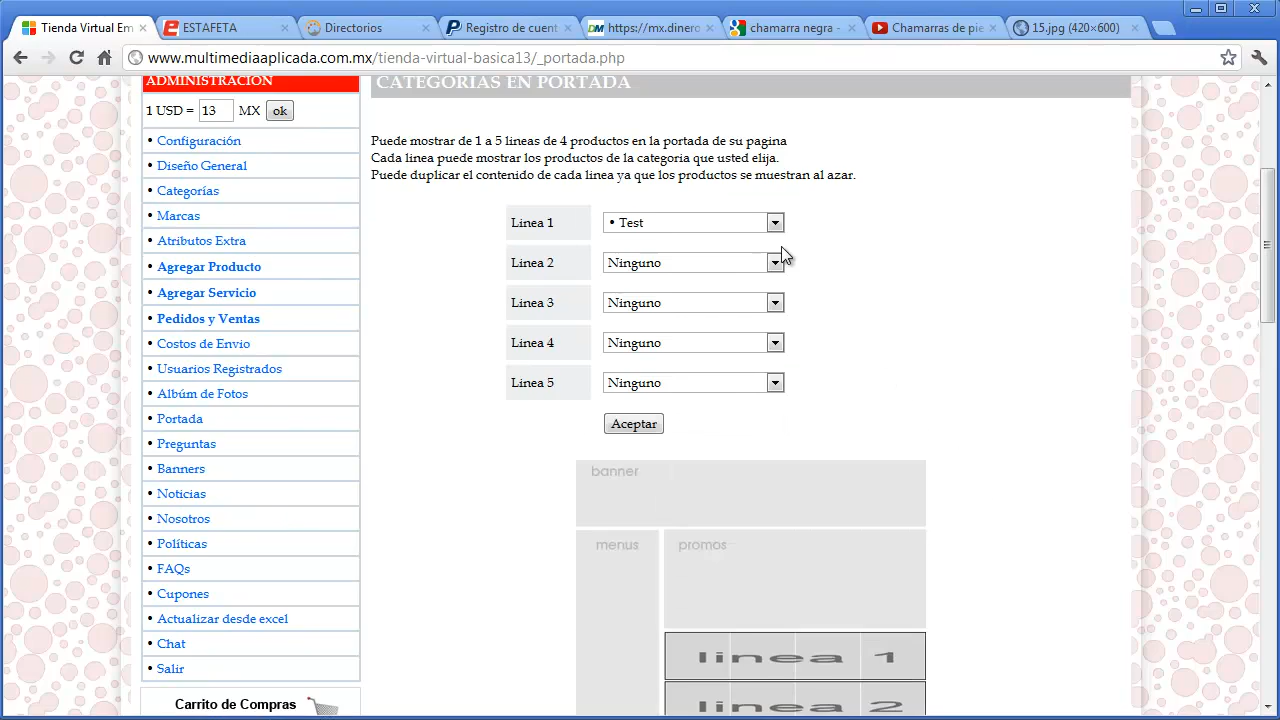 Tienda Virtual Em
ESTAFETA
Directorios
Registro de cuent
https://mx.dinero
chamarra negra -
Chamarras de pie
15.jpg (420×600)
www.multimediaaplicada.com.mx/tienda-virtual-basica13/_portada.php
ADMINISTRACION
1 USD = 13 MX ok
• Configuración
• Diseño General
• Categorías
• Marcas
• Atributos Extra
• Agregar Producto
• Agregar Servicio
• Pedidos y Ventas
• Costos de Envio
• Usuarios Registrados
• Albúm de Fotos
• Portada
• Preguntas
• Banners
• Noticias
• Nosotros
• Políticas
• FAQs
• Cupones
• Actualizar desde excel
• Chat
• Salir
Carrito de Compras
CATEGORIAS EN PORTADA
Puede mostrar de 1 a 5 lineas de 4 productos en la portada de su pagina
Cada linea puede mostrar los productos de la categoria que usted elija.
Puede duplicar el contenido de cada linea ya que los productos se muestran al azar.
Linea 1 • Test
Linea 2 Ninguno
Linea 3 Ninguno
Linea 4 Ninguno
Linea 5 Ninguno
Aceptar
banner
menus
promos
linea 1
linea 2